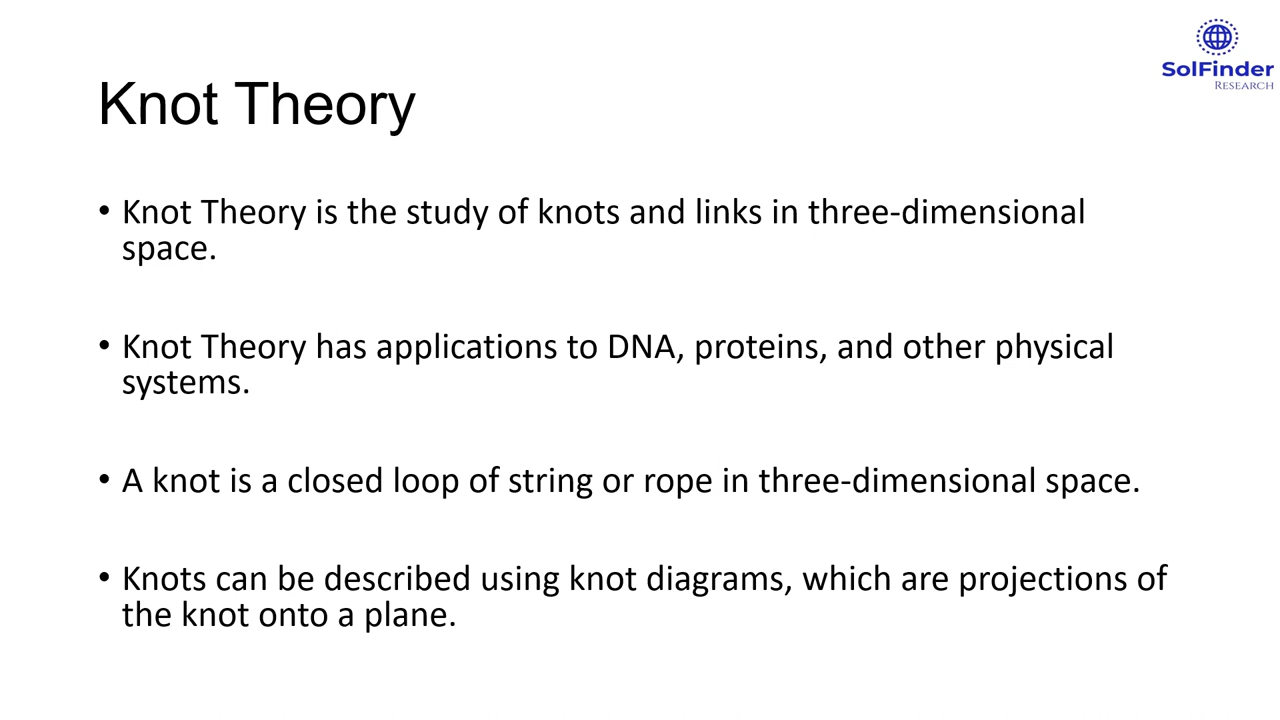 SolFinder
RESEARCH
Knot Theory
• Knot Theory is the study of knots and links in three-dimensional
space.
• Knot Theory has applications to DNA, proteins, and other physical
systems.
• A knot is a closed loop of string or rope in three-dimensional space.
• Knots can be described using knot diagrams, which are projections of
the knot onto a plane.